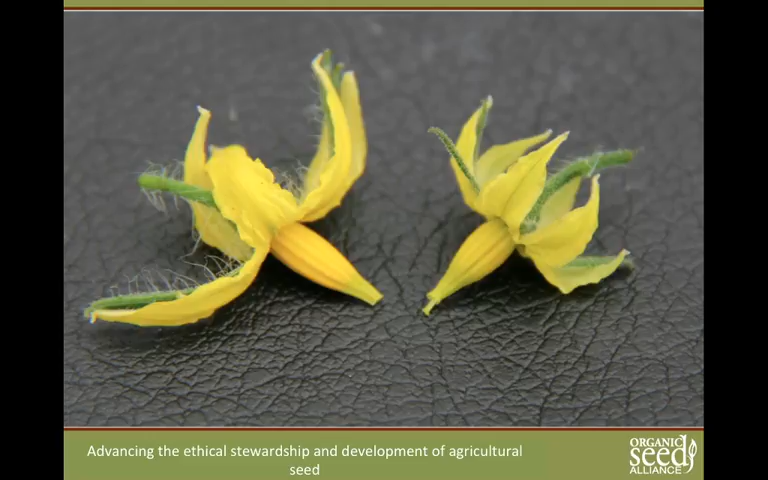 Advancing the ethical stewardship and development of agricultural
seed
ORGANIC
seed
ALLIANCE